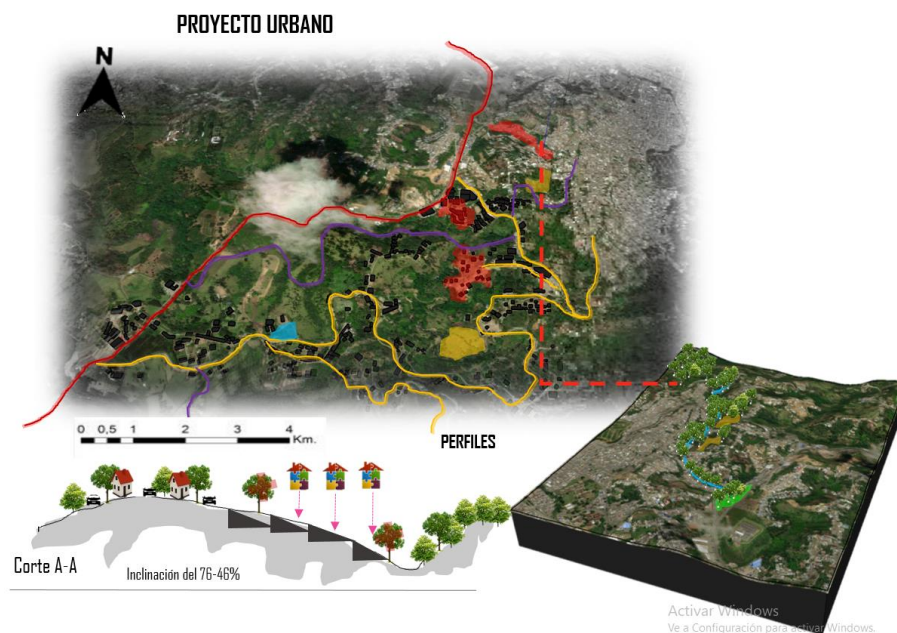 PROYECTO URBANO
N
0 0,5 1 2 3 4
Km.
PERFILES
Corte A-A
Inclinación del 76-46%
Activar Windows
Ve a Configuración para activar Windows.